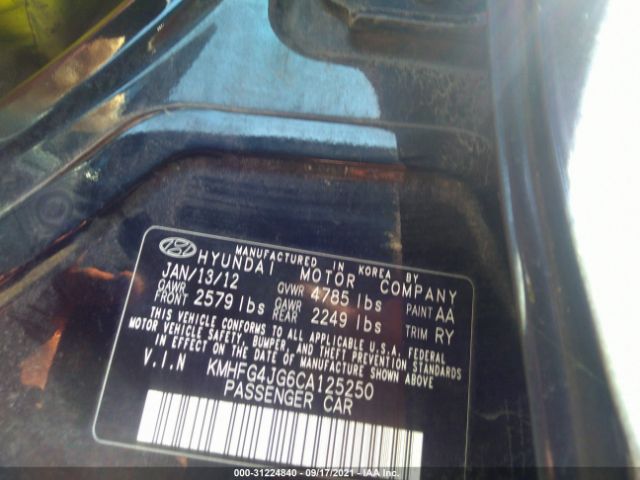 MANUFACTURED IN KOREA BY
HYUNDAI MOTOR COMPANY
JAN/13/12 GVWR 4785 lbs PAINT AA
GAWR FRONT 2579 lbs GAWR REAR 2249 lbs TRIM RY
THIS VEHICLE CONFORMS TO ALL APPLICABLE U.S.A. FEDERAL
MOTOR VEHICLE SAFETY, BUMPER, AND THEFT PREVENTION STANDARDS
IN EFFECT ON THE DATE OF MANUFACTURE SHOWN ABOVE.
V.I.N KMHFG4JG6CA125250
PASSENGER CAR
000-31224840 - 09/17/2021 - IAA Inc.